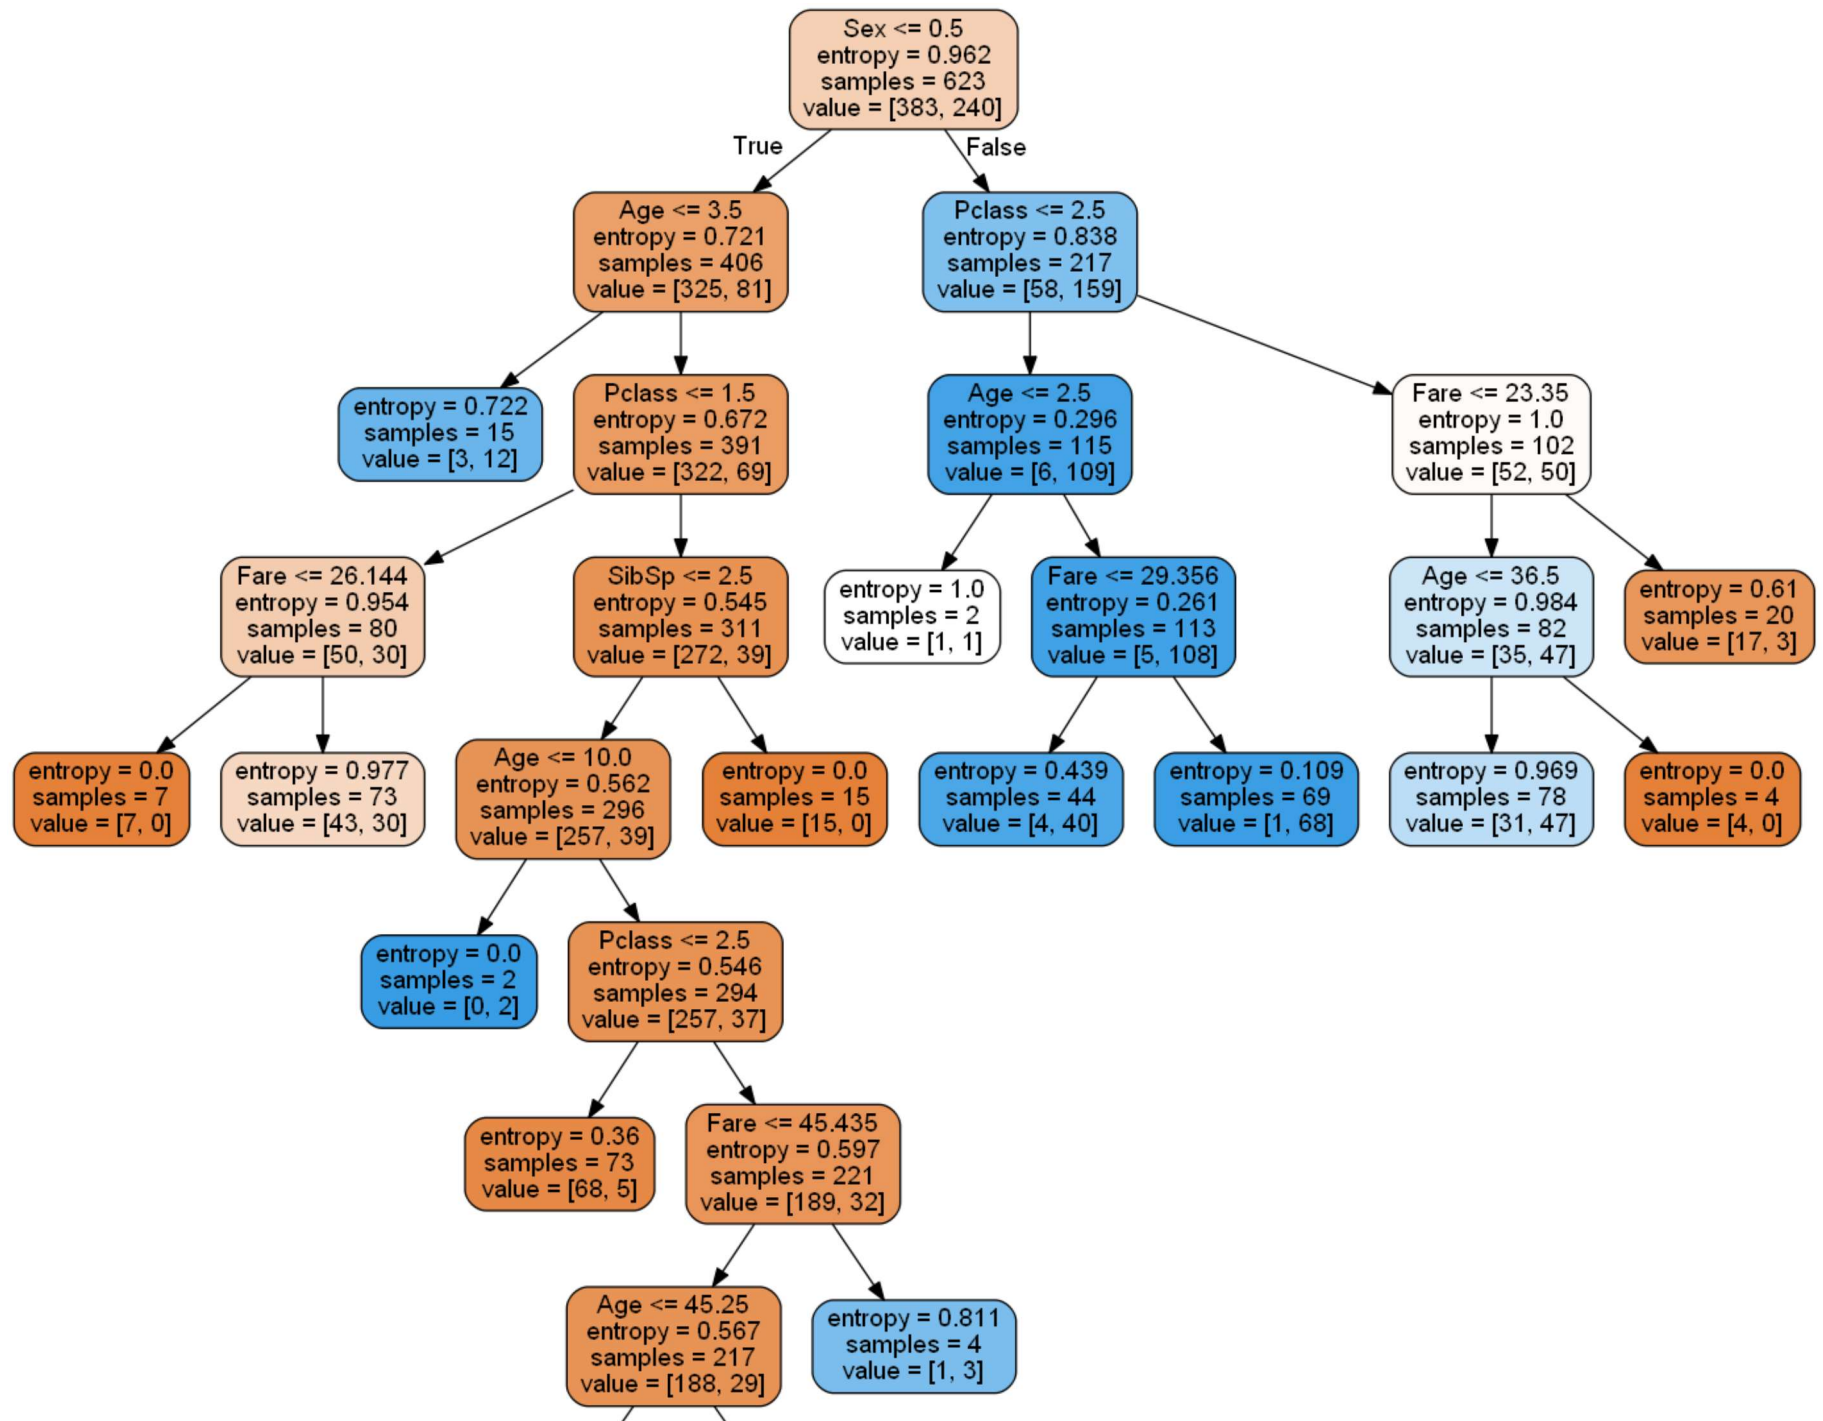 Sex <= 0.5
entropy = 0.962
samples = 623
value = [383, 240]
True
False
Age <= 3.5
entropy = 0.721
samples = 406
value = [325, 81]
Pclass <= 2.5
entropy = 0.838
samples = 217
value = [58, 159]
entropy = 0.722
samples = 15
value = [3, 12]
Pclass <= 1.5
entropy = 0.672
samples = 391
value = [322, 69]
Age <= 2.5
entropy = 0.296
samples = 115
value = [6, 109]
Fare <= 23.35
entropy = 1.0
samples = 102
value = [52, 50]
Fare <= 26.144
entropy = 0.954
samples = 80
value = [50, 30]
SibSp <= 2.5
entropy = 0.545
samples = 311
value = [272, 39]
entropy = 1.0
samples = 2
value = [1, 1]
Fare <= 29.356
entropy = 0.261
samples = 113
value = [5, 108]
Age <= 36.5
entropy = 0.984
samples = 82
value = [35, 47]
entropy = 0.61
samples = 20
value = [17, 3]
entropy = 0.0
samples = 7
value = [7, 0]
entropy = 0.977
samples = 73
value = [43, 30]
Age <= 10.0
entropy = 0.562
samples = 296
value = [257, 39]
entropy = 0.0
samples = 15
value = [15, 0]
entropy = 0.439
samples = 44
value = [4, 40]
entropy = 0.109
samples = 69
value = [1, 68]
entropy = 0.969
samples = 78
value = [31, 47]
entropy = 0.0
samples = 4
value = [4, 0]
entropy = 0.0
samples = 2
value = [0, 2]
Pclass <= 2.5
entropy = 0.546
samples = 294
value = [257, 37]
entropy = 0.36
samples = 73
value = [68, 5]
Fare <= 45.435
entropy = 0.597
samples = 221
value = [189, 32]
Age <= 45.25
entropy = 0.567
samples = 217
value = [188, 29]
entropy = 0.811
samples = 4
value = [1, 3]